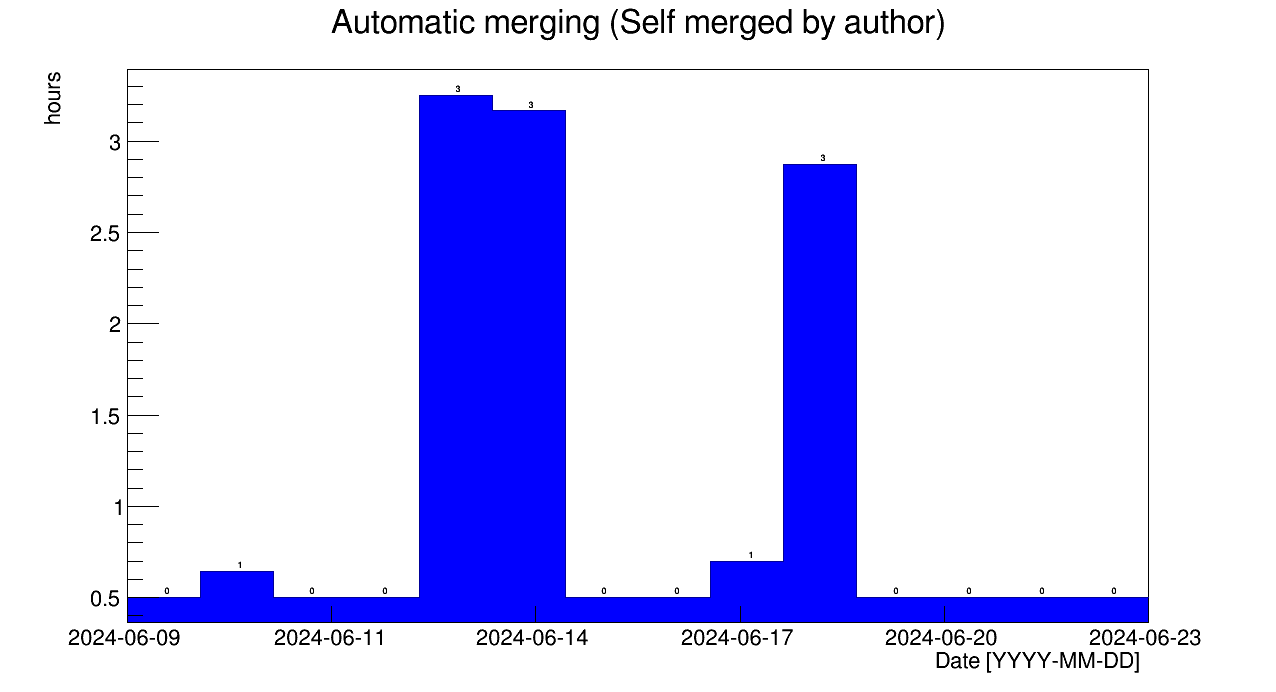 Automatic merging (Self merged by author)
hours
3
2.5
2
1.5
1
0.5
0 1 0 0 3 3 0 0 1 3 0 0 0 0
2024-06-09 2024-06-11 2024-06-14 2024-06-17 2024-06-20 2024-06-23
Date [YYYY-MM-DD]